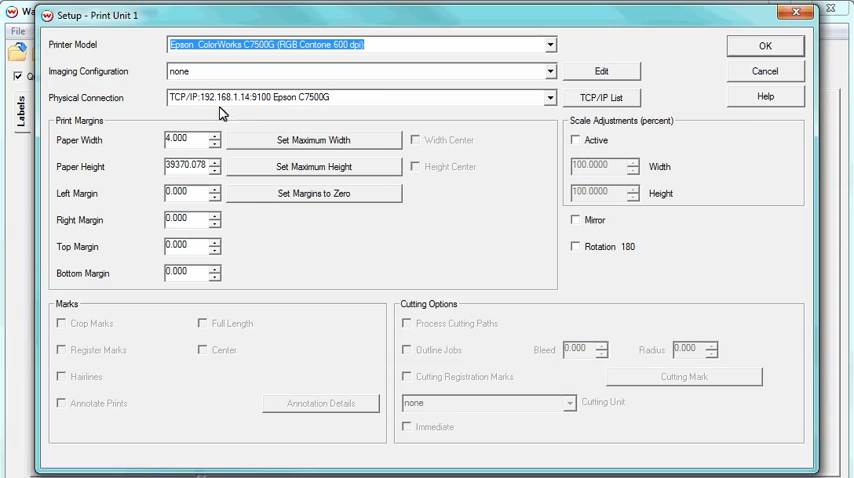 Wa
Setup - Print Unit 1
File
Printer Model
Epson ColorWorks C7500G (RGB Contone 600 dpi)
OK
Imaging Configuration
none
Edit
Cancel
Physical Connection
TCP/IP:192.168.1.14:9100 Epson C7500G
TCP/IP List
Help
Labels
Print Margins
Paper Width
4.000
Set Maximum Width
Width Center
Paper Height
39370.078
Set Maximum Height
Height Center
Left Margin
0.000
Set Margins to Zero
Right Margin
0.000
Top Margin
0.000
Bottom Margin
0.000
Scale Adjustments (percent)
Active
100.0000
Width
100.0000
Height
Mirror
Rotation 180
Marks
Crop Marks
Full Length
Register Marks
Center
Hairlines
Annotate Prints
Annotation Details
Cutting Options
Process Cutting Paths
Outline Jobs
Bleed
0.000
Radius
0.000
Cutting Registration Marks
Cutting Mark
none
Cutting Unit
Immediate